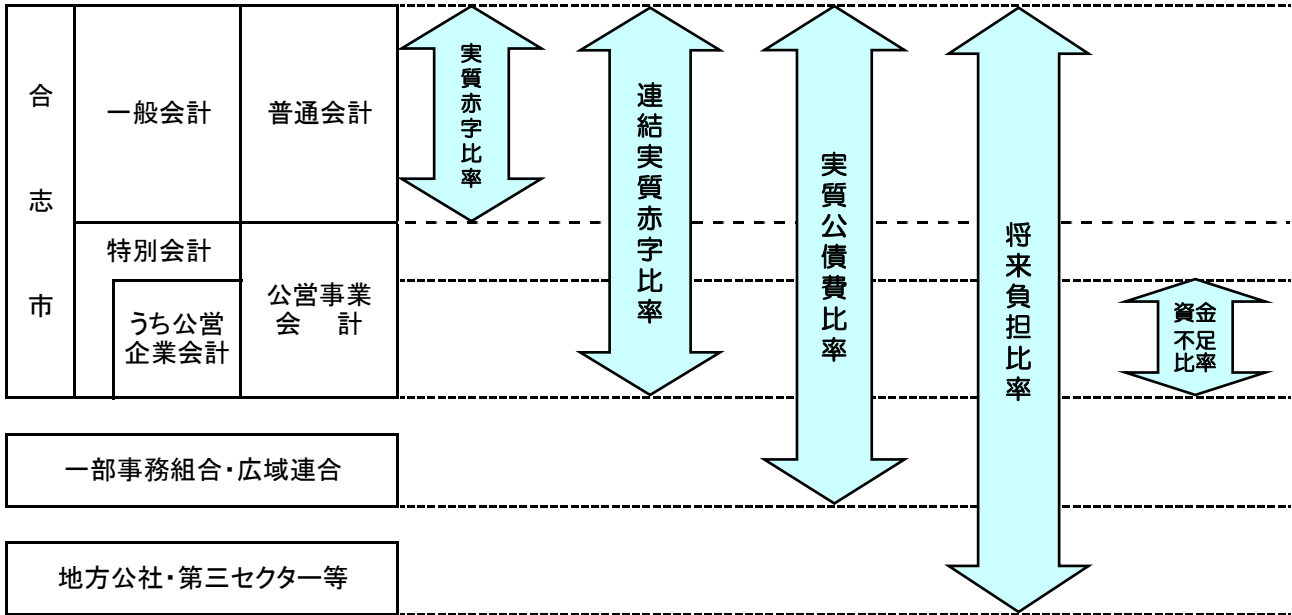 合志市
一般会計
普通会計
特別会計
うち公営
企業会計
公営事業
会 計
一部事務組合・広域連合
地方公社・第三セクター等
実質赤字比率
連結実質赤字比率
実質公債費比率
将来負担比率
資金
不足
比率